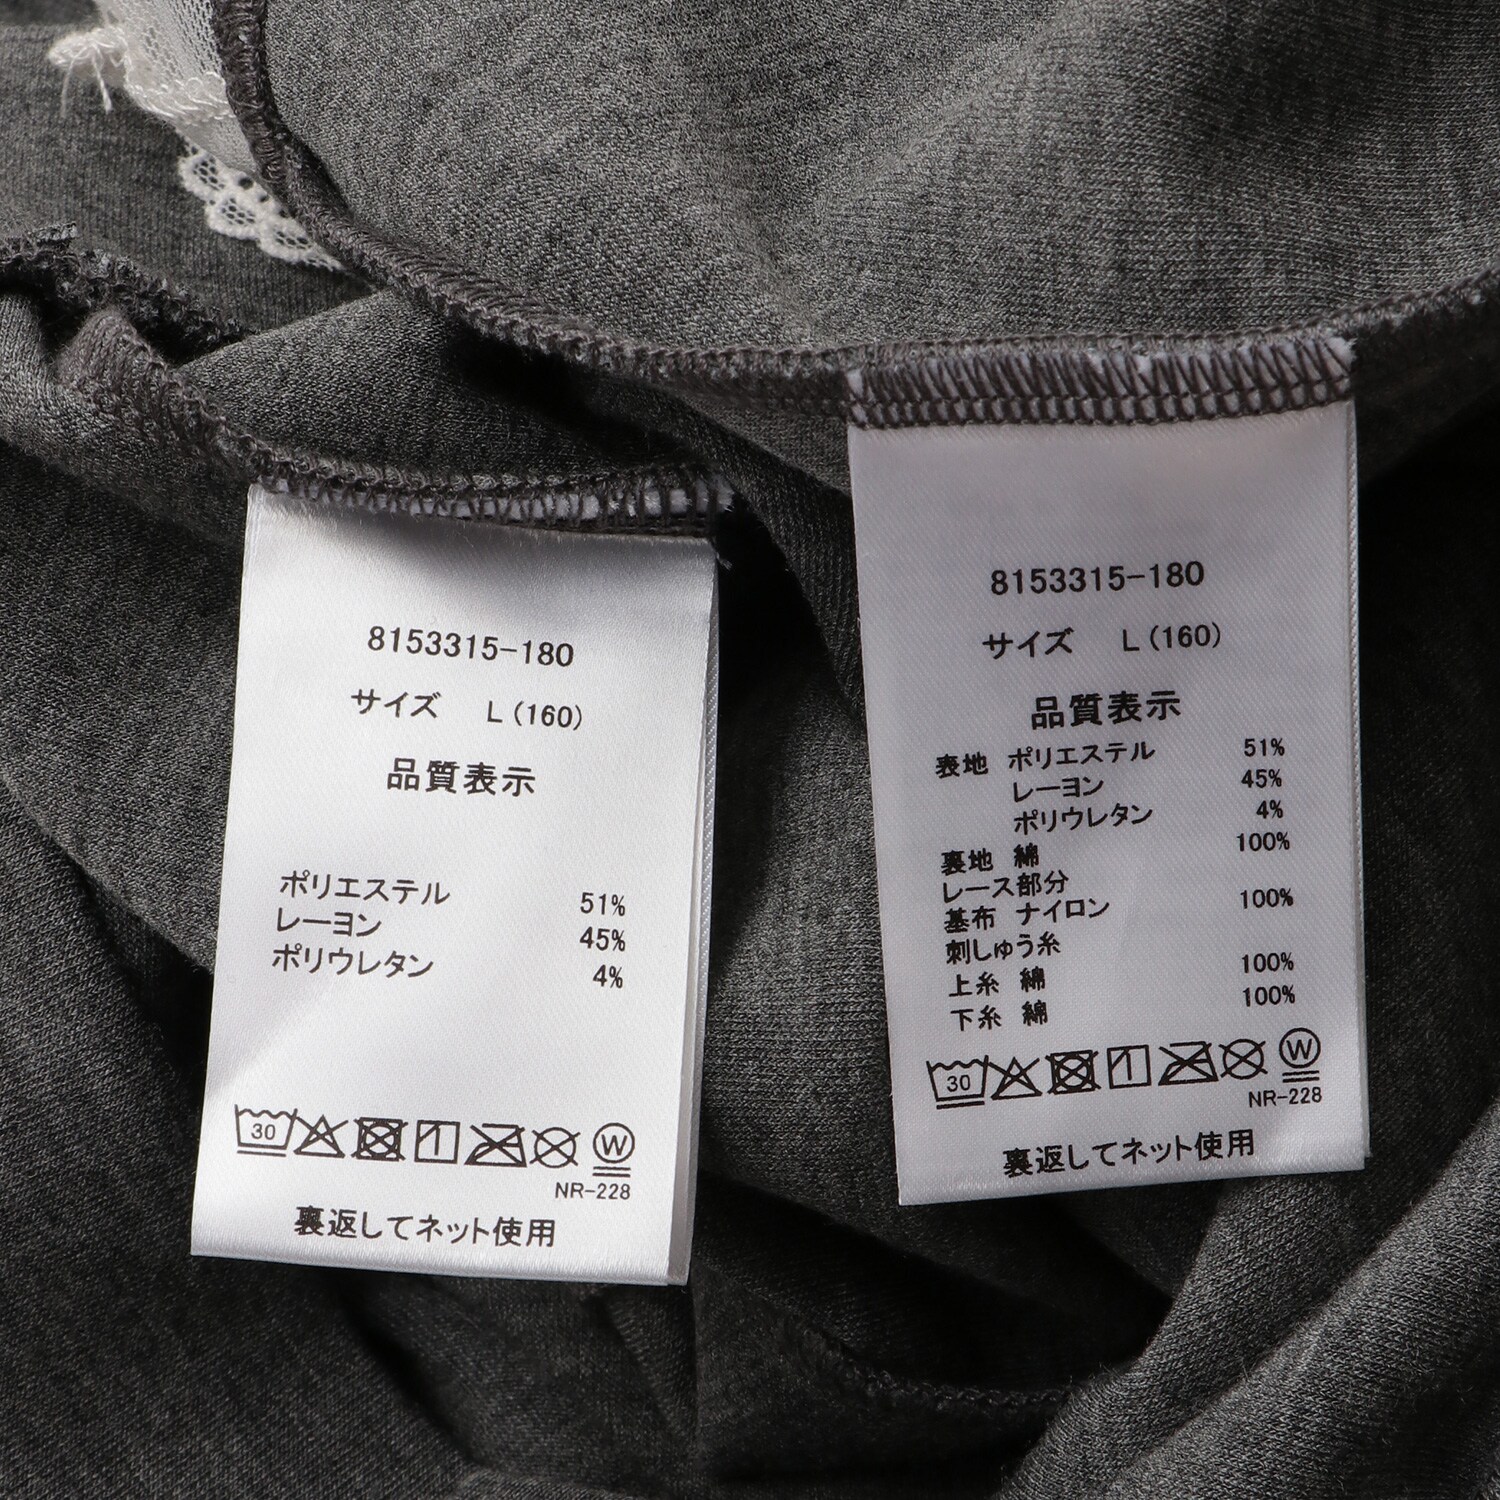 8153315-180
サイズ L(160)
品質表示
ポリエステル 51%
レーヨン 45%
ポリウレタン 4%
30 W
NR-228
裏返してネット使用
8153315-180
サイズ L(160)
品質表示
表地 ポリエステル 51%
レーヨン 45%
ポリウレタン 4%
裏地 綿 100%
レース部分
基布 ナイロン 100%
刺しゅう糸
上糸 綿 100%
下糸 綿 100%
30 W
NR-228
裏返してネット使用